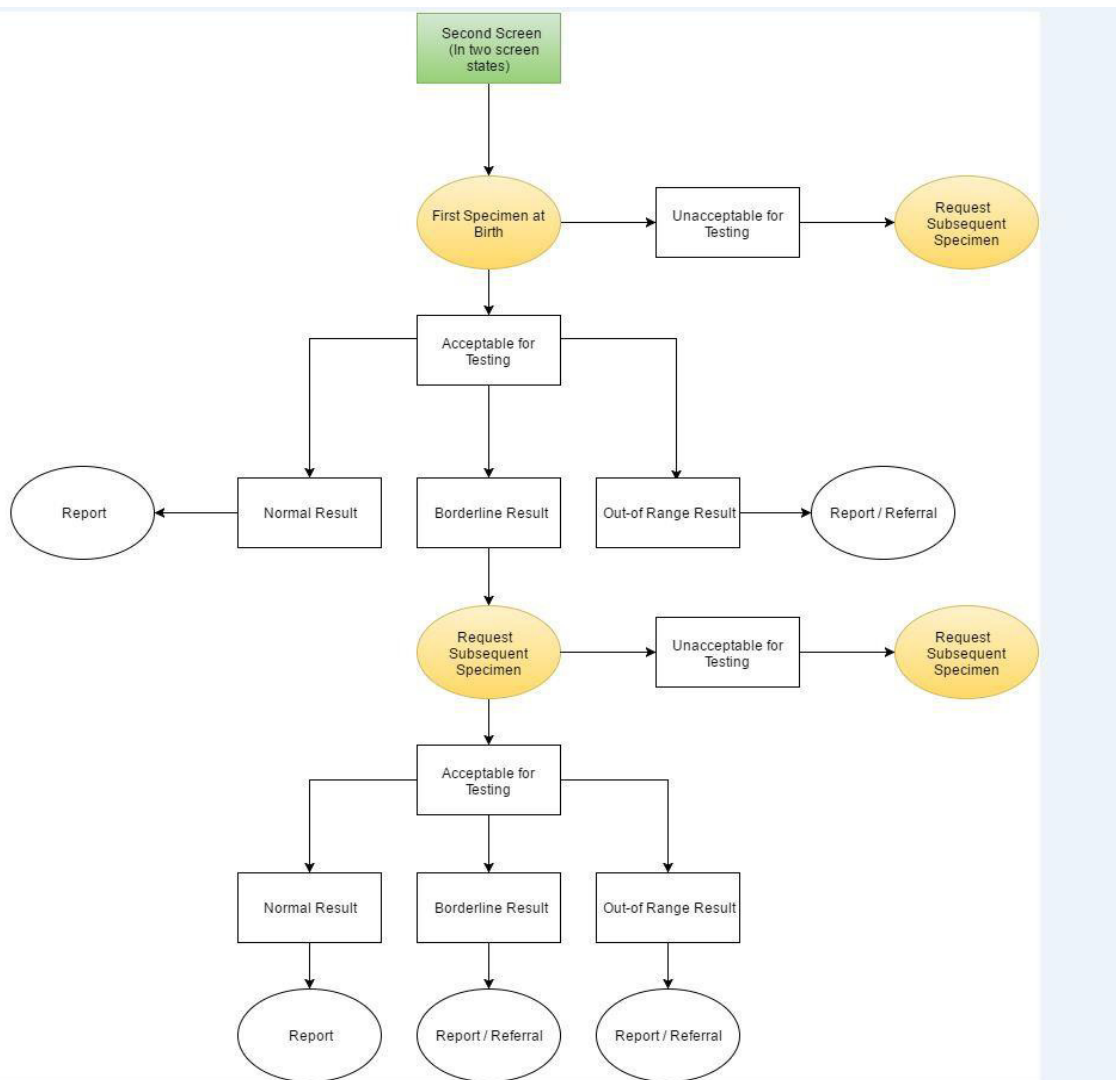 Second Screen
(In two screen
states)
First Specimen at
Birth
Unacceptable for
Testing
Request
Subsequent
Specimen
Acceptable for
Testing
Report
Normal Result
Borderline Result
Out-of Range Result
Report / Referral
Request
Subsequent
Specimen
Unacceptable for
Testing
Request
Subsequent
Specimen
Acceptable for
Testing
Normal Result
Borderline Result
Out-of Range Result
Report
Report / Referral
Report / Referral